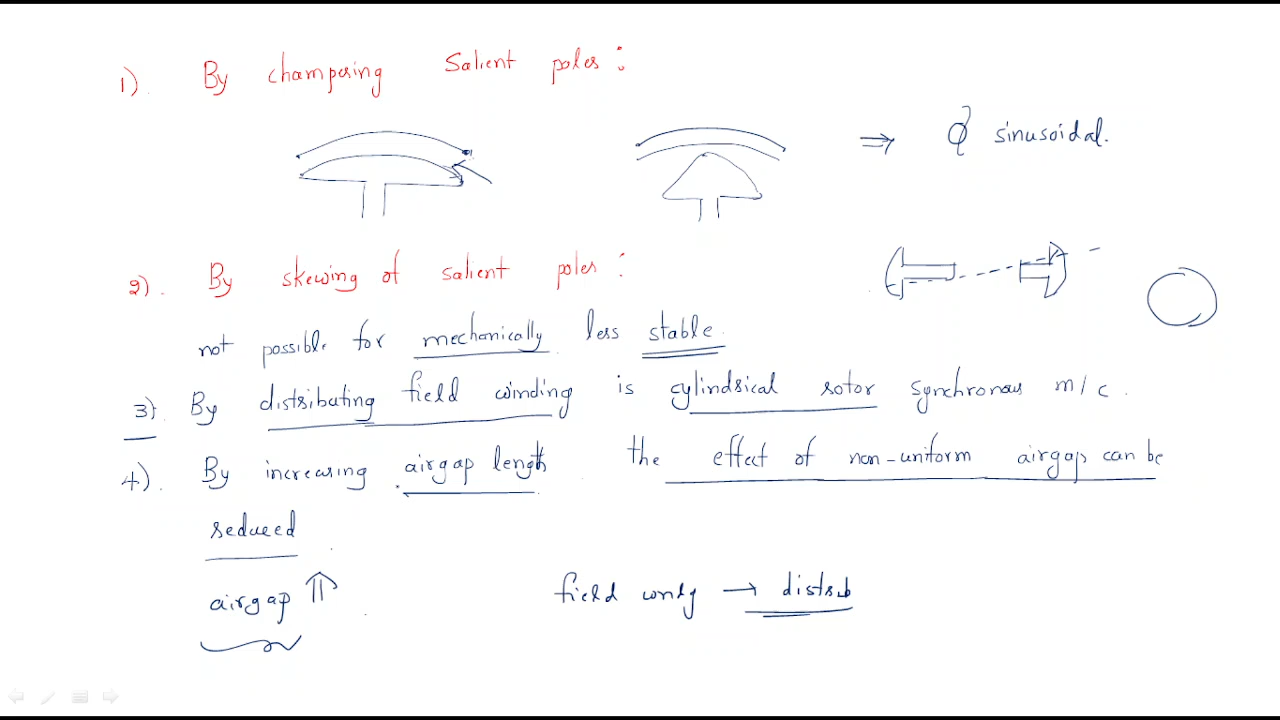 1). By champering Salient poles :
⇒ φ sinusoidal.
2). By skewing of salient poles :
not possible for mechanically less stable.
3). By distributing field winding is cylindrical rotor synchronous m/c.
4). By increasing airgap length the effect of non-uniform airgap can be
reduced
airgap ⇑
field wndg → distrib